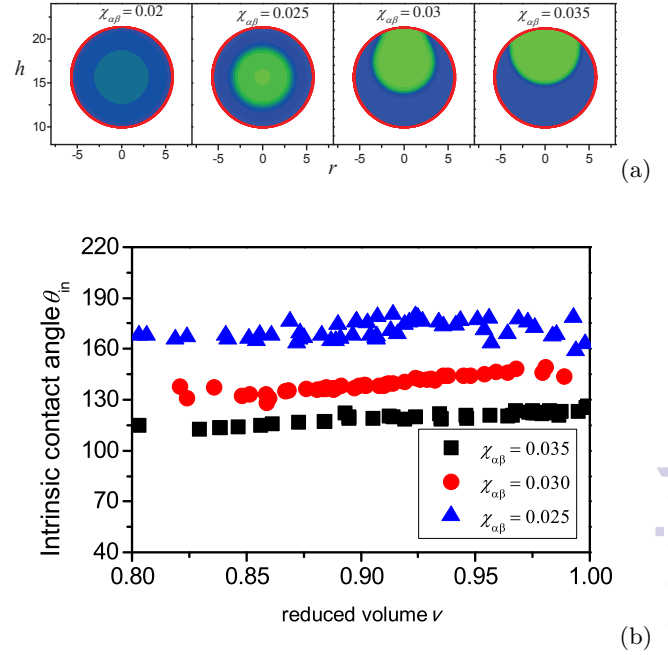 χαβ = 0.02 χαβ = 0.025 χαβ = 0.03 χαβ = 0.035
h
20
15
10
-5 0 5 -5 0 5 -5 0 5 -5 0 5
r
(a)
220
190
160
130
100
70
40
Intrinsic contact angle θin
χαβ = 0.035
χαβ = 0.030
χαβ = 0.025
0.80 0.85 0.90 0.95 1.00
reduced volume v
(b)